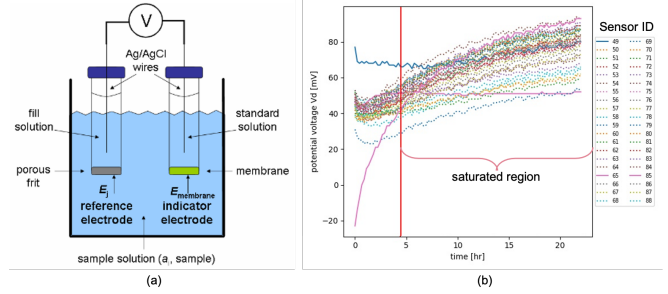 V
Ag/AgCl
wires
fill
solution
standard
solution
porous
frit
membrane
Ej
reference
electrode
Emembrane
indicator
electrode
sample solution (ai, sample)
(a)
(b)
potential voltage Vd [mV]
80
60
40
20
0
−20
saturated region
0
5
10
15
20
time [hr]
Sensor ID
49 69
50 70
51 71
52 72
53 73
54 74
55 75
56 76
57 77
58 78
59 79
60 80
61 81
62 82
63 83
64 84
65 85
66 86
67 87
68 88